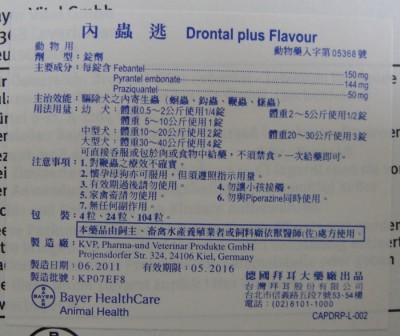 內蟲逃 Drontal plus Flavour
動物用 動物藥入字第05368號
劑型：錠劑
主要成分：每錠含 Febantel 150 mg
Pyrantel embonate 144 mg
Praziquantel 50 mg
主治效能：驅除犬之內寄生蟲（蛔蟲、鈎蟲、鞭蟲、絛蟲）
用法用量：幼犬：體重0.5～2公斤使用1/4錠 體重2～5公斤使用1/2錠
體重5～10公斤使用1錠
中型犬：體重10～20公斤使用2錠 體重20～30公斤使用3錠
大型犬：體重30～40公斤使用4錠
可直接吞服或包於肉或食物中給藥，不須禁食。一次給藥即可。
注意事項：1.對鞭蟲之療效不確實。
2.懷孕母狗亦可服用，但須遵照指示用量。
3.有效期過後請勿使用。 4.勿讓小孩接觸。
5.家禽畜請勿使用。 6.勿與Piperazine同時使用。
7.無任何副作用。
包裝：4粒、24粒、104粒。
本藥品由飼主、畜禽水產養殖業者或飼料廠依獸醫師(佐)處方使用。
製造廠：KVP, Pharma-und Veterinar Produkte GmbH
Projensdorfer Str. 324, 24106 Kiel, Germany
製造日期：06.2011 有效期限：05.2016
製造批號：KP07EF8
德國拜耳大藥廠出品
台灣拜耳股份有限公司
台北市信義路五段7號53-54樓
電話：(02)8101-1000
BAYER
Bayer HealthCare
Animal Health
CAPDRP-L-002